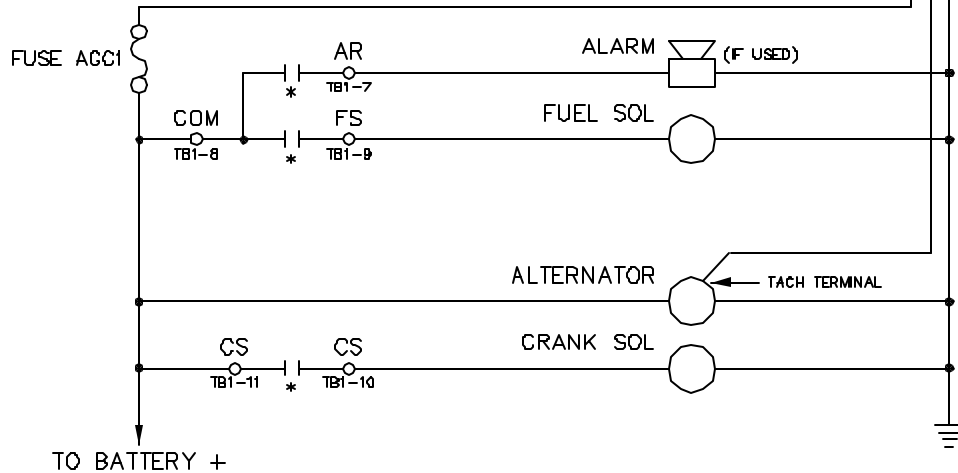 FUSE ACC1
AR
ALARM
(IF USED)
*
TB1-7
COM
FS
FUEL SOL
TB1-8
*
TB1-9
ALTERNATOR
TACH TERMINAL
CS
CS
CRANK SOL
TB1-11
*
TB1-10
TO BATTERY +